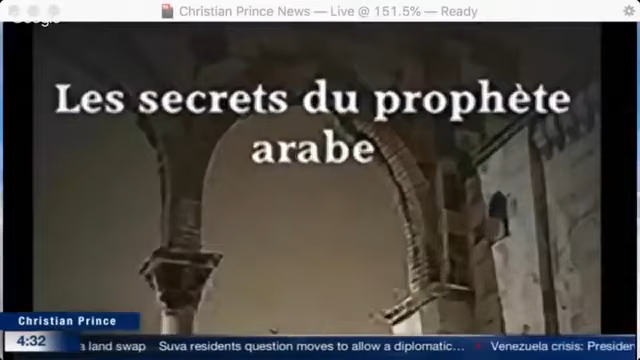 Christian Prince News — Live @ 151.5% — Ready
Google
Les secrets du prophète
arabe
Christian Prince
4:32
a land swap Suva residents question moves to allow a diplomatic... Venezuela crisis: Presiden